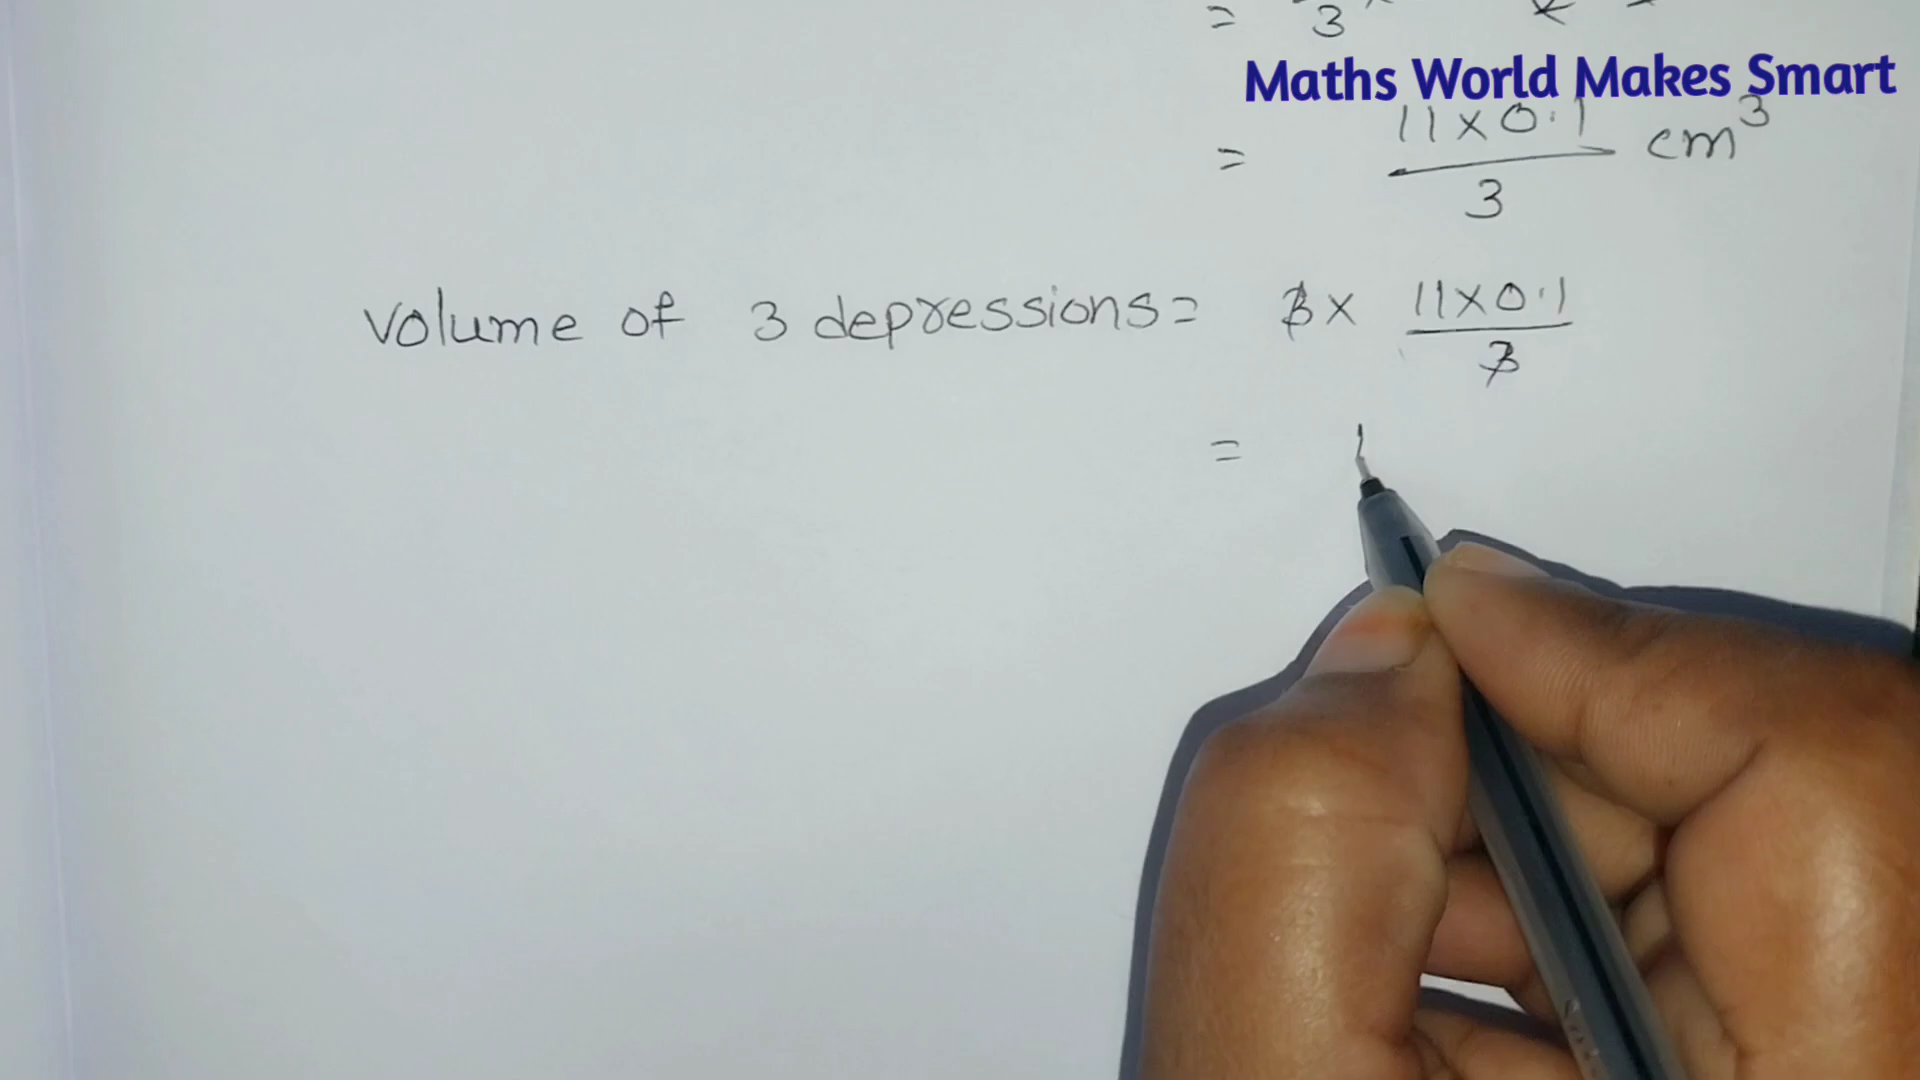 = 3 ×
Maths World Makes Smart
= 11 × 0.1 / 3 cm³
Volume of 3 depressions = 3 × 11 × 0.1 / 3
= 1